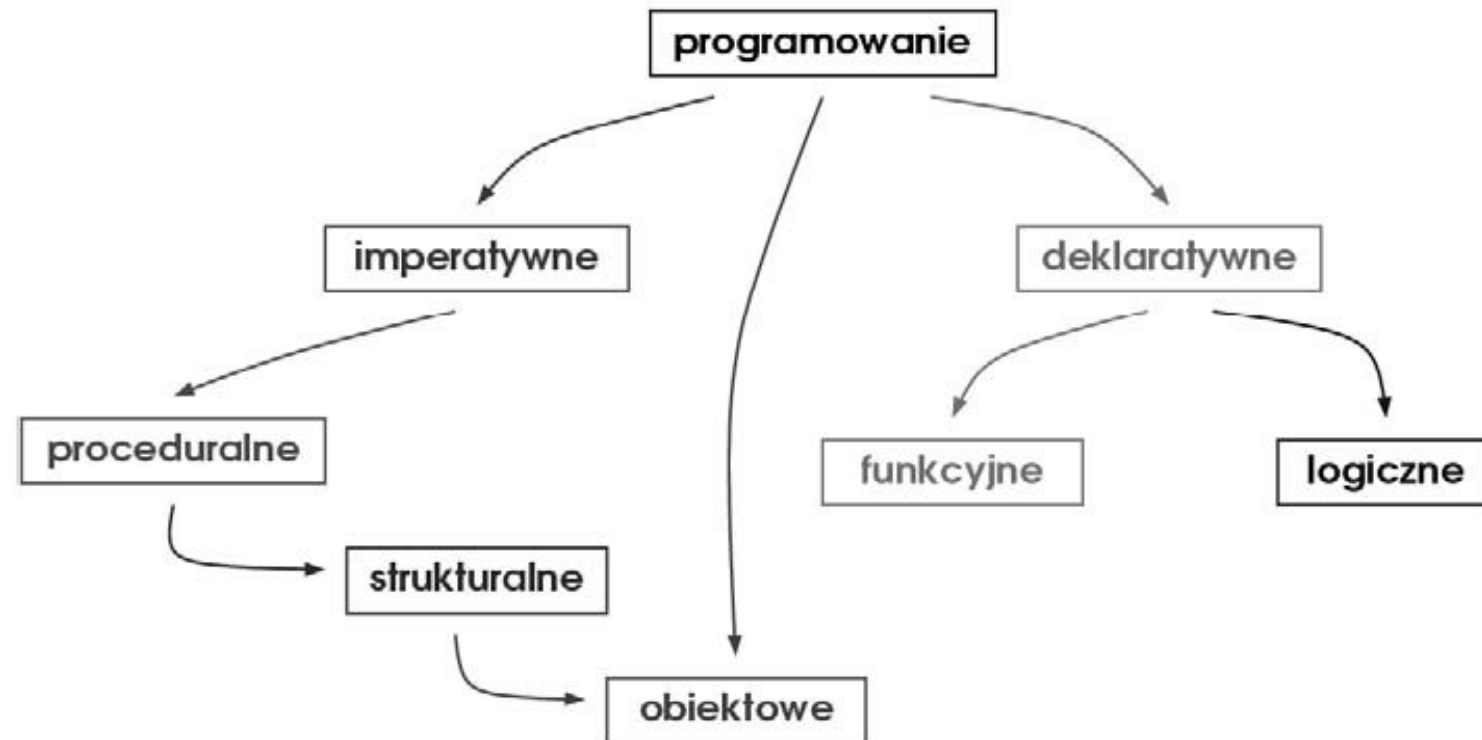 programowanie
imperatywne
deklaratywne
proceduralne
funkcyjne
logiczne
strukturalne
obiektowe